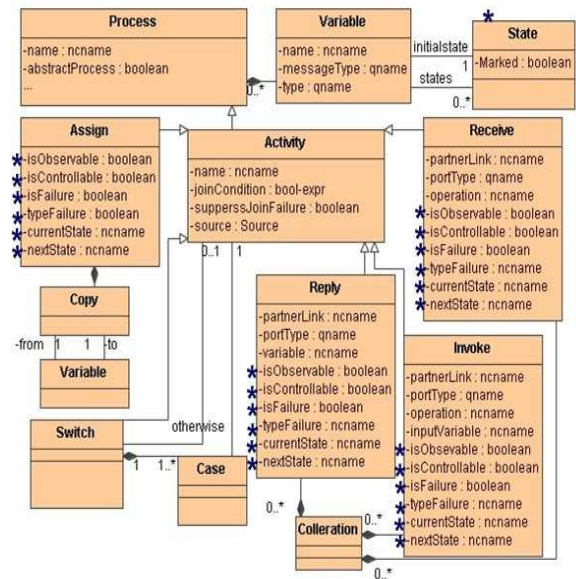 Process
-name : ncname
-abstractProcess : boolean
...
0..*
Variable
-name : ncname
-messageType : qname
-type : qname
initialstate
1
states
0..*
*
State
-Marked : boolean
Assign
*-isObservable : boolean
*-isControllable : boolean
*-isFailure : boolean
*-typeFailure : boolean
*-currentState : ncname
*-nextState : ncname
Activity
-name : ncname
-joinCondition : bool-expr
-supperssJoinFailure : boolean
-source : Source
0..1
1
Receive
-partnerLink : ncname
-portType : qname
-operation : ncname
*-isObservable : boolean
*-isControllable : boolean
*-isFailure : boolean
*-typeFailure : ncname
*-currentState : ncname
*-nextState : ncname
Copy
-from
1
1
-to
Variable
Reply
-partnerLink : ncname
-portType : qname
-variable : ncname
*-isObservable : boolean
*-isControllable : boolean
*-isFailure : boolean
*-typeFailure : ncname
*-currentState : ncname
*-nextState : ncname
Invoke
-partnerLink : ncname
-portType : qname
-operation : ncname
-inputVariable : ncname
*-isObsevable : boolean
*-isControllable : boolean
*-isFailure : boolean
*-typeFailure : ncname
*-currentState : ncname
*-nextState : ncname
Switch
otherwise
1
1..*
Case
0..*
Colleration
0..*
0..*